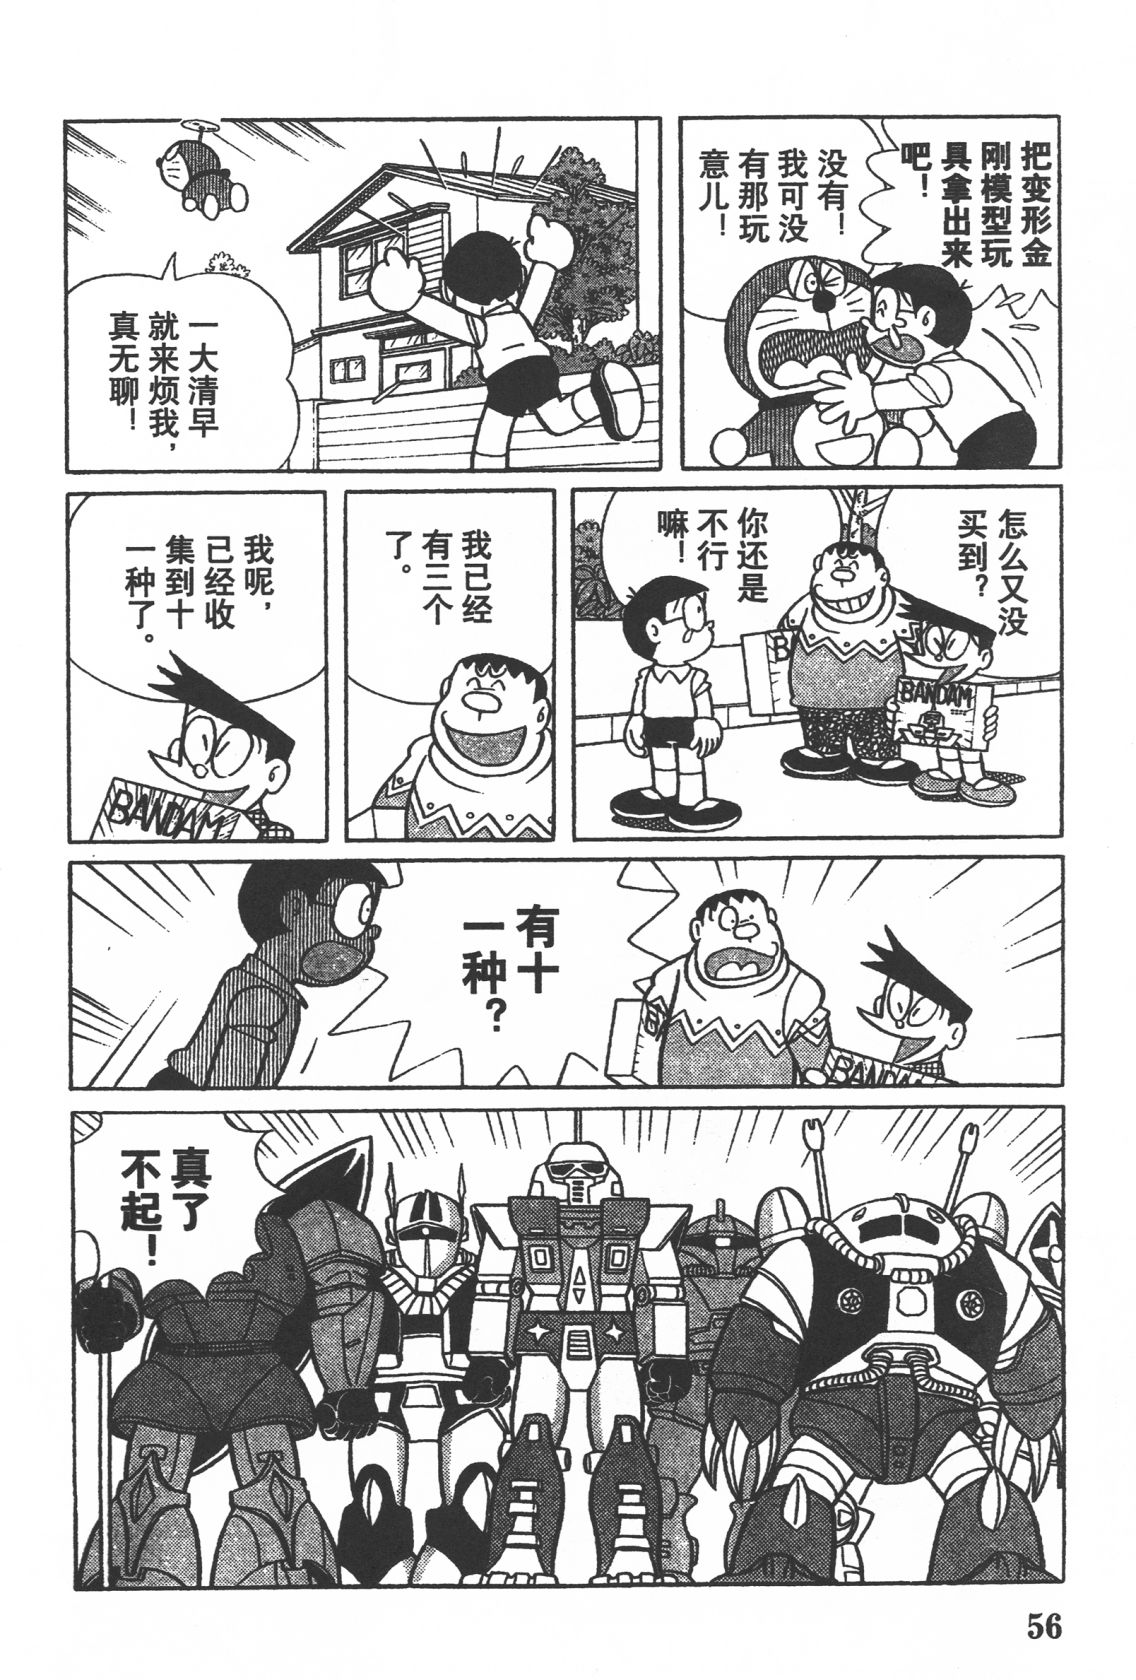 把变形金
刚模型玩
具拿出来
吧！
没有！
我可没
有那玩
意儿！
一大清早
就来烦我，
真无聊！
怎么又没
买到？
你还是
不行
嘛！
BANDAM
我已经
有三个
了。
我呢，
已经收
集到十
一种了。
BANDAM
有十
一种？
真了
不起！
56